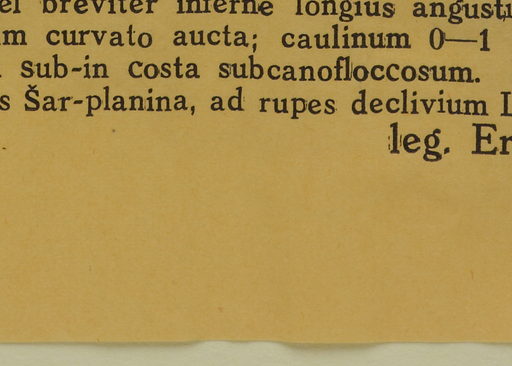 el breviter inferne longius angusti
m curvato aucta; caulinum 0—1
sub-in costa subcanofloccosum.
s Šar-planina, ad rupes declivium L
leg. Er